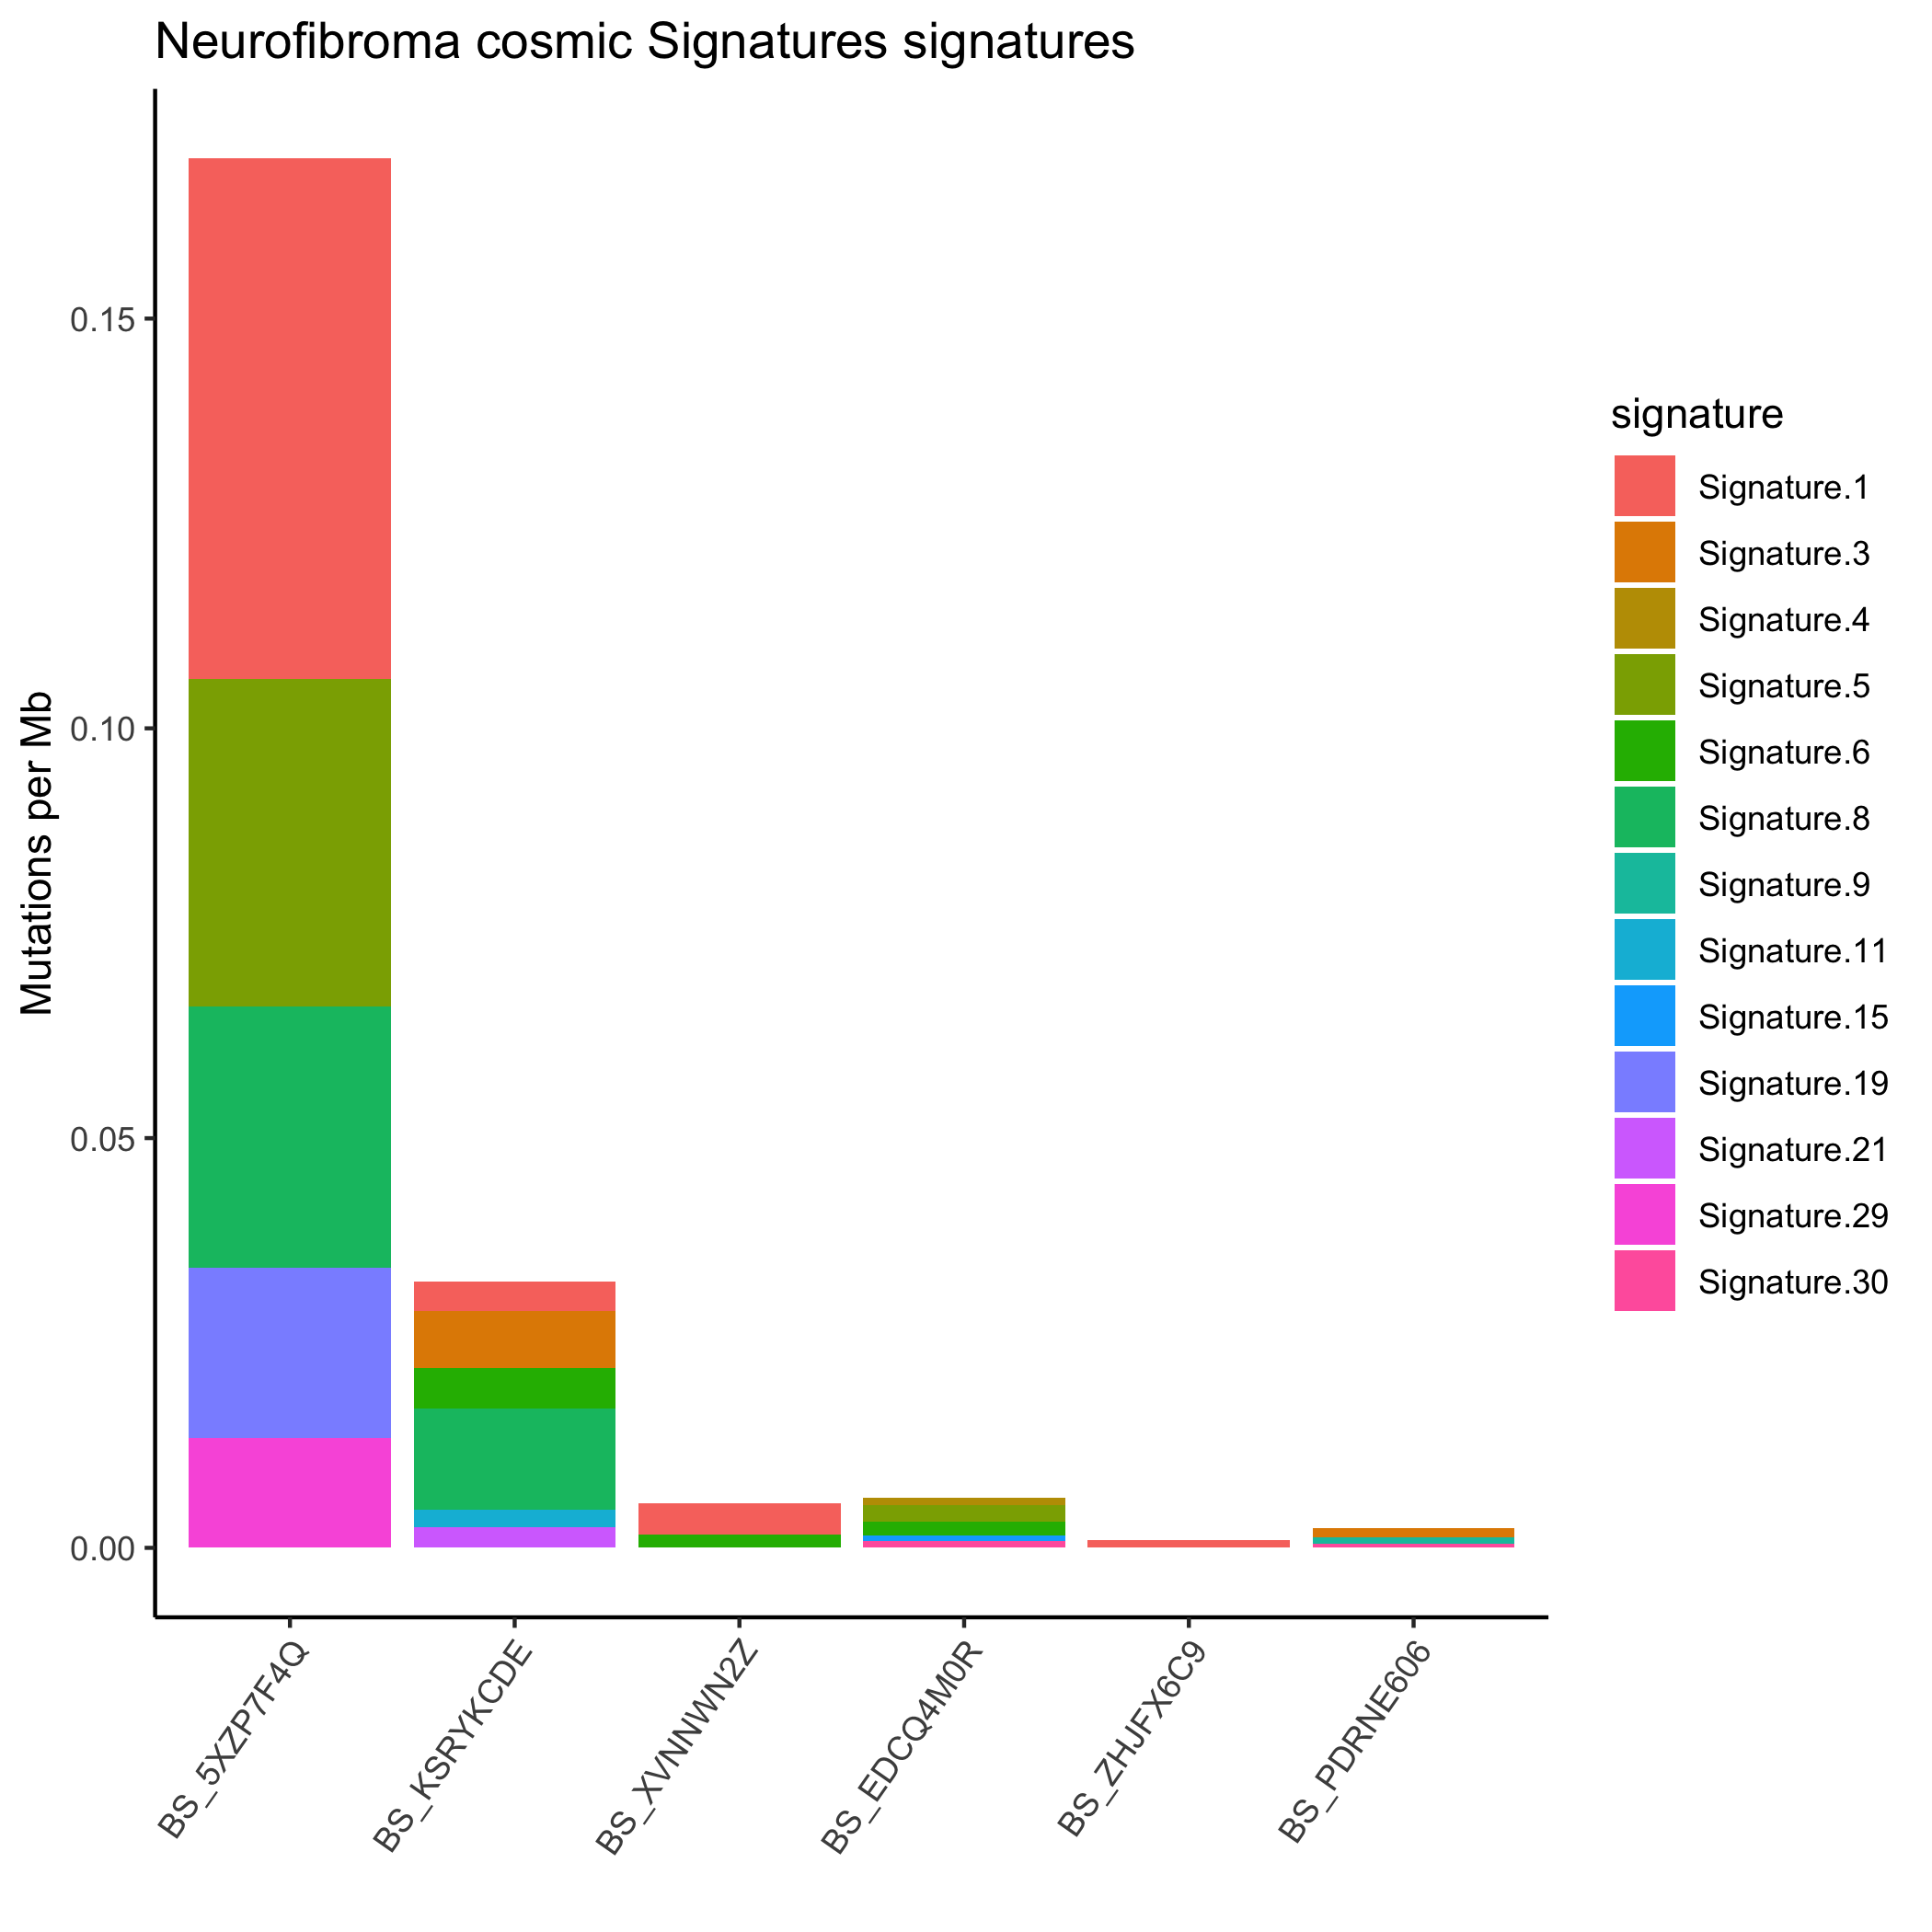 Neurofibroma cosmic Signatures signatures
Mutations per Mb
0.15
0.10
0.05
0.00
BS_5XZP7F4Q
BS_KSRYKCDE
BS_XVNNWN2Z
BS_EDCQ4M0R
BS_ZHJFX6C9
BS_PDRNE606
signature
Signature.1
Signature.3
Signature.4
Signature.5
Signature.6
Signature.8
Signature.9
Signature.11
Signature.15
Signature.19
Signature.21
Signature.29
Signature.30